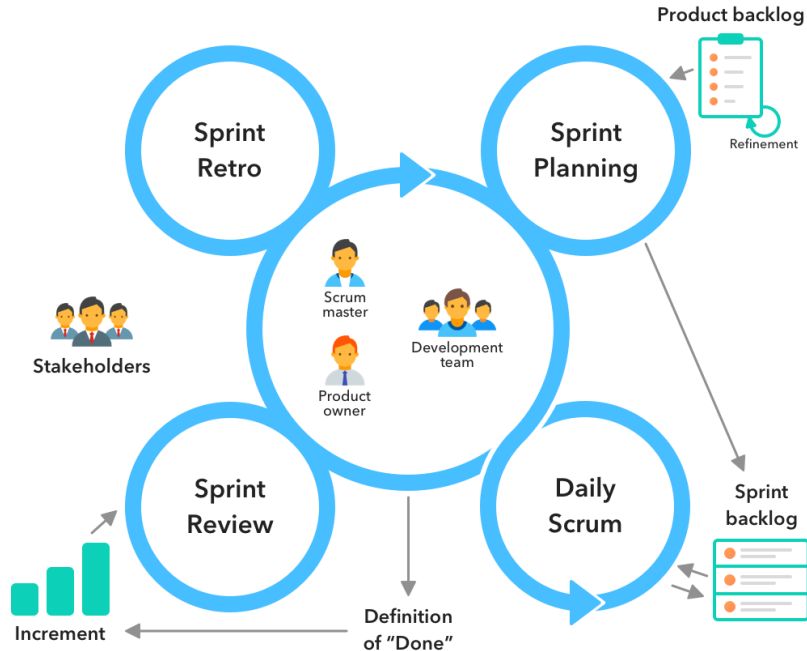 Product backlog
Refinement
Sprint
Retro
Sprint
Planning
Scrum
master
Development
team
Product
owner
Stakeholders
Sprint
Review
Daily
Scrum
Sprint
backlog
Increment
Definition
of “Done”